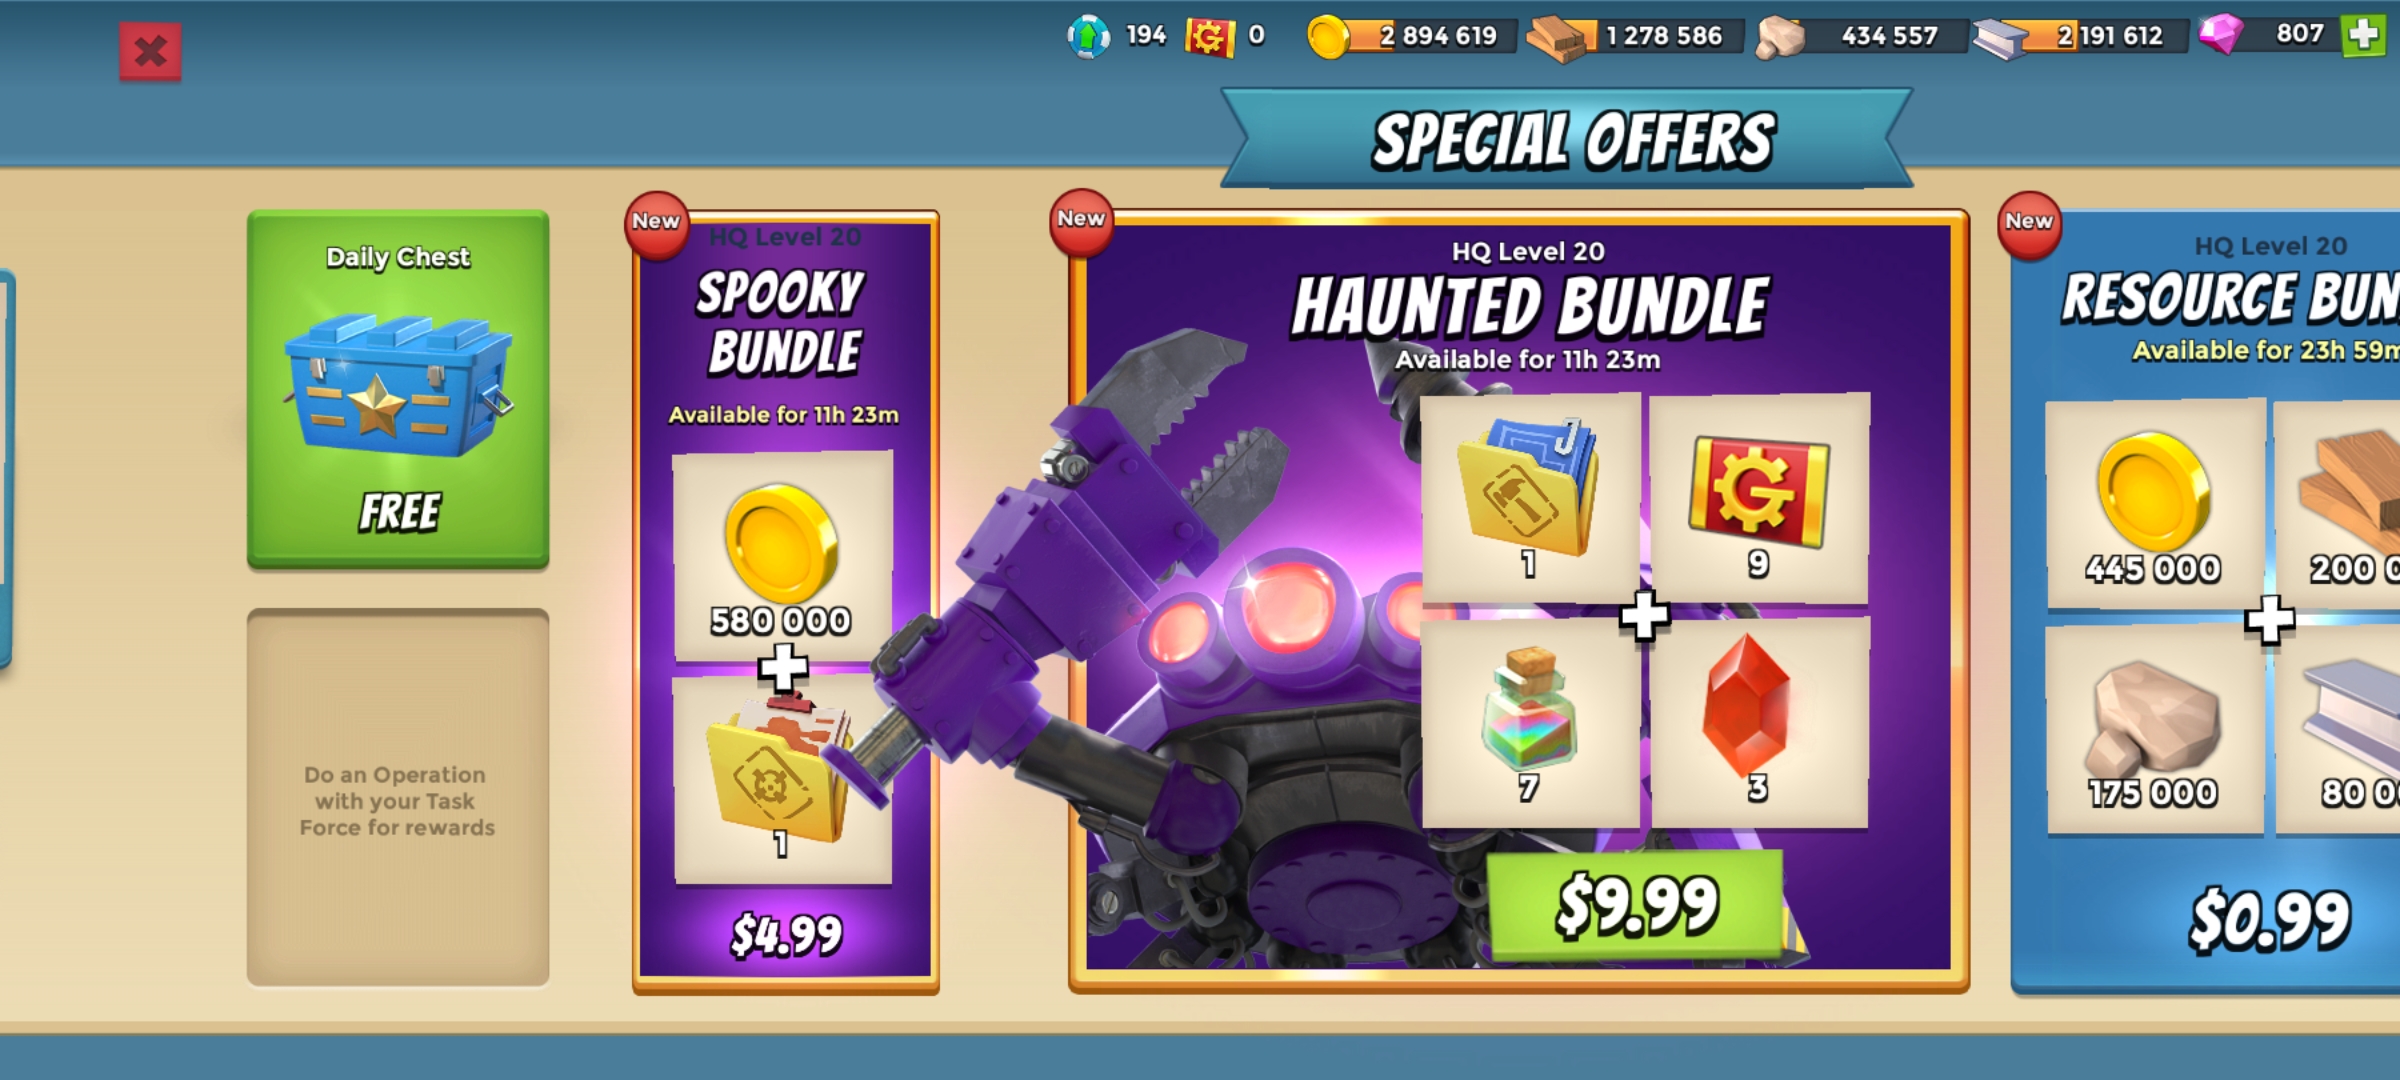 194
0
2 894 619
1 278 586
434 557
2 191 612
807
SPECIAL OFFERS
Daily Chest
FREE
Do an Operation
with your Task
Force for rewards
New
HQ Level 20
SPOOKY
BUNDLE
Available for 11h 23m
580 000
1
$4.99
New
HQ Level 20
HAUNTED BUNDLE
Available for 11h 23m
1
9
7
3
$9.99
New
HQ Level 20
RESOURCE BUN
Available for 23h 59m
445 000
200 0
175 000
80 0
$0.99